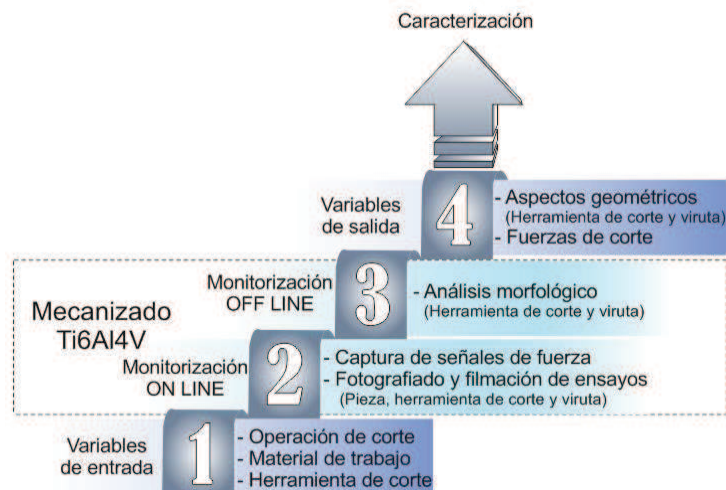 Caracterización
Variables
de salida
4
- Aspectos geométricos
(Herramienta de corte y viruta)
- Fuerzas de corte
Mecanizado
Ti6Al4V
Monitorización
OFF LINE
3
- Análisis morfológico
(Herramienta de corte y viruta)
Monitorización
ON LINE
2
- Captura de señales de fuerza
- Fotografiado y filmación de ensayos
(Pieza, herramienta de corte y viruta)
Variables
de entrada
1
- Operación de corte
- Material de trabajo
- Herramienta de corte